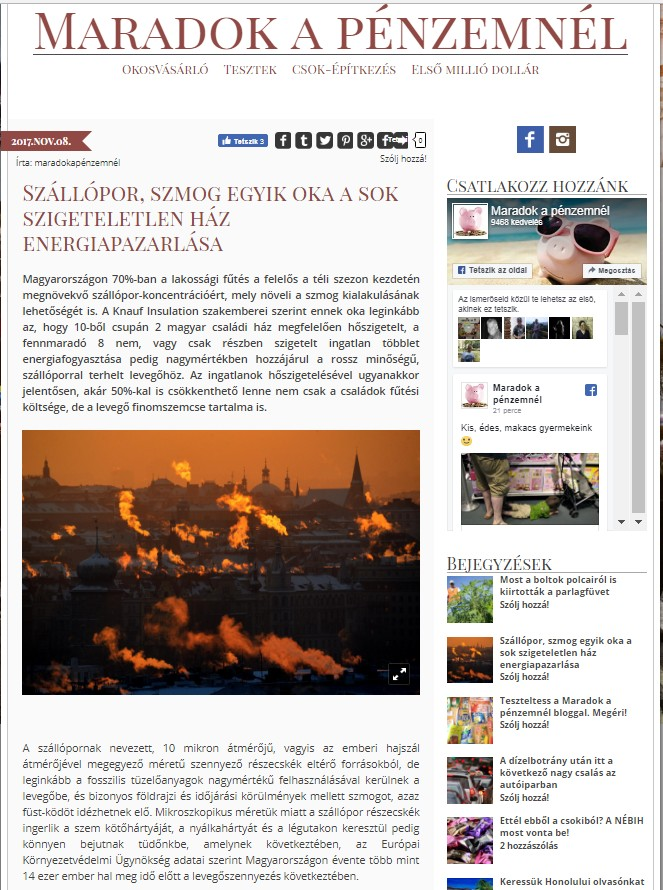 Maradok a pénzemnél
OkosVásárló Tesztek CSOK-Építkezés Első millió dollár
2017.NOV.08.
Tetszik 3
0
Írta: maradokapénzemnél
Szólj hozzá!
Szállópor, szmog egyik oka a sok
szigeteletlen ház
energiapazarlása
Magyarországon 70%-ban a lakossági fűtés a felelős a téli szezon kezdetén
megnövekvő szállópor-koncentrációért, mely növeli a szmog kialakulásának
lehetőségét is. A Knauf Insulation szakemberei szerint ennek oka leginkább
az, hogy 10-ből csupán 2 magyar családi ház megfelelően hőszigetelt, a
fennmaradó 8 nem, vagy csak részben szigetelt ingatlan többlet
energiafogyasztása pedig nagymértékben hozzájárul a rossz minőségű,
szállóporral terhelt levegőhöz. Az ingatlanok hőszigetelésével ugyanakkor
jelentősen, akár 50%-kal is csökkenthető lenne nem csak a családok fűtési
költsége, de a levegő finomszemcse tartalma is.
A szállópornak nevezett, 10 mikron átmérőjű, vagyis az emberi hajszál
átmérőjével megegyező méretű szennyező részecskék eltérő forrásokból, de
leginkább a fosszilis tüzelőanyagok nagymértékű felhasználásával kerülnek a
levegőbe, és bizonyos földrajzi és időjárási körülmények mellett szmogot, azaz
füst-ködöt idézhetnek elő. Mikroszkopikus méretük miatt a szállópor részecskék
ingerlik a szem kötőhártyáját, a nyálkahártyát és a légutakon keresztül pedig
könnyen bejutnak tüdőnkbe, amelynek következtében, az Európai
Környezetvédelmi Ügynökség adatai szerint Magyarországon évente több mint
14 ezer ember hal meg idő előtt a levegőszennyezés következtében.
Csatlakozz hozzánk
Maradok a pénzemnél
9468 kedvelés
Tetszik az oldal
Megosztás
Az ismerőseid közül te lehetsz az első,
akinek ez tetszik.
Maradok a
pénzemnél
21 perce
Kis, édes, makacs gyermekeink
Bejegyzések
Most a boltok polcairól is
kiirtották a parlagfüvet
Szólj hozzá!
Szállópor, szmog egyik oka a
sok szigeteletlen ház
energiapazarlása
Szólj hozzá!
Teszteltess a Maradok a
pénzemnél bloggal. Megéri!
Szólj hozzá!
A dízelbotrány után itt a
következő nagy csalás az
autóiparban
Szólj hozzá!
Ettél ebből a csokiból? A NÉBIH
most vonta be!
2 hozzászólás
Keressük Honolului olvasónkat